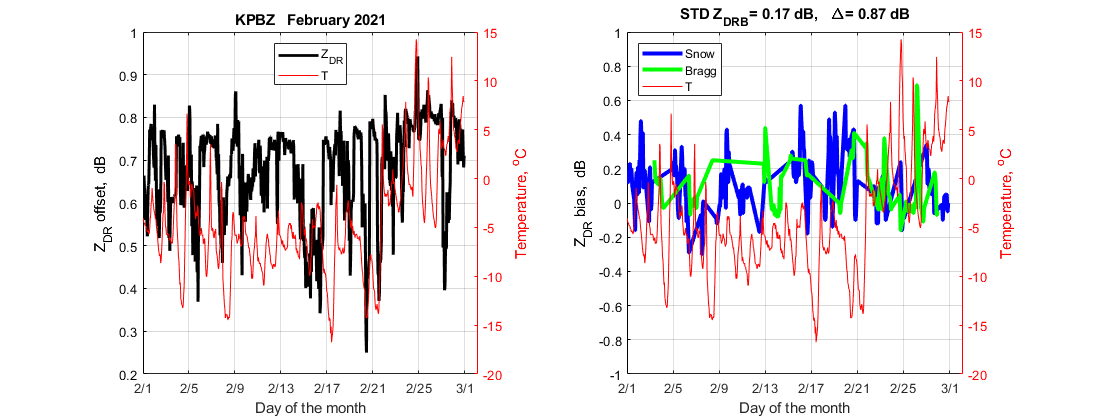 KPBZ   February 2021
Z_DR
T
1
0.9
0.8
0.7
0.6
0.5
0.4
0.3
0.2
Z_DR offset,  dB
15
10
5
0
-5
-10
-15
-20
Temperature, °C
2/1 2/5 2/9 2/13 2/17 2/21 2/25 3/1
Day of the month
STD Z_DRB = 0.17 dB,   Δ = 0.87 dB
Snow
Bragg
T
1
0.8
0.6
0.4
0.2
0
-0.2
-0.4
-0.6
-0.8
-1
Z_DR bias,  dB
15
10
5
0
-5
-10
-15
-20
Temperature, °C
2/1 2/5 2/9 2/13 2/17 2/21 2/25 3/1
Day of the month